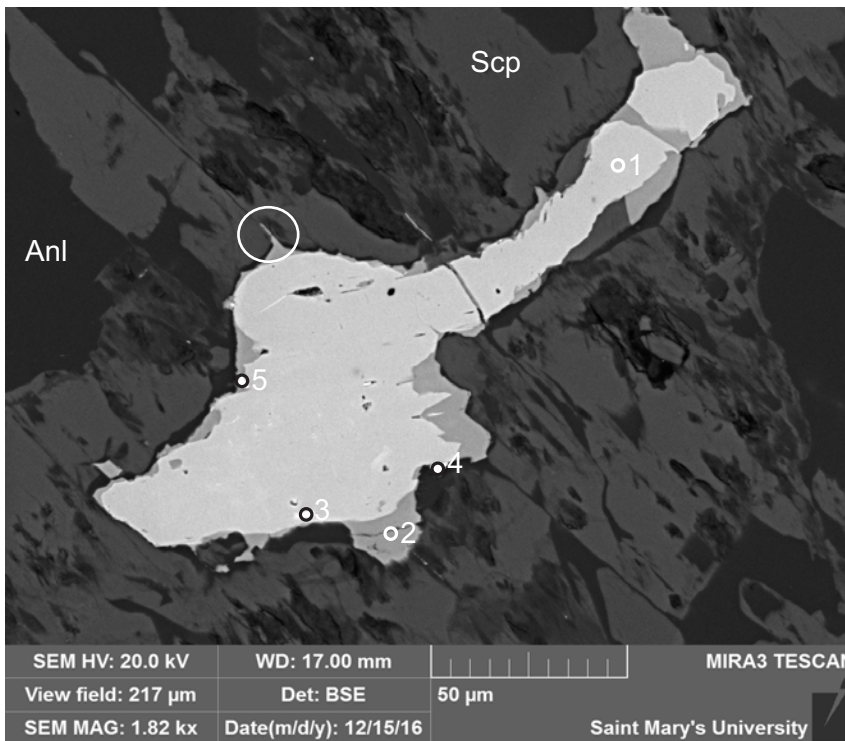 Scp
1
Anl
5
4
3
2
SEM HV: 20.0 kV WD: 17.00 mm MIRA3 TESCAN
View field: 217 µm Det: BSE 50 µm
SEM MAG: 1.82 kx Date(m/d/y): 12/15/16 Saint Mary's University